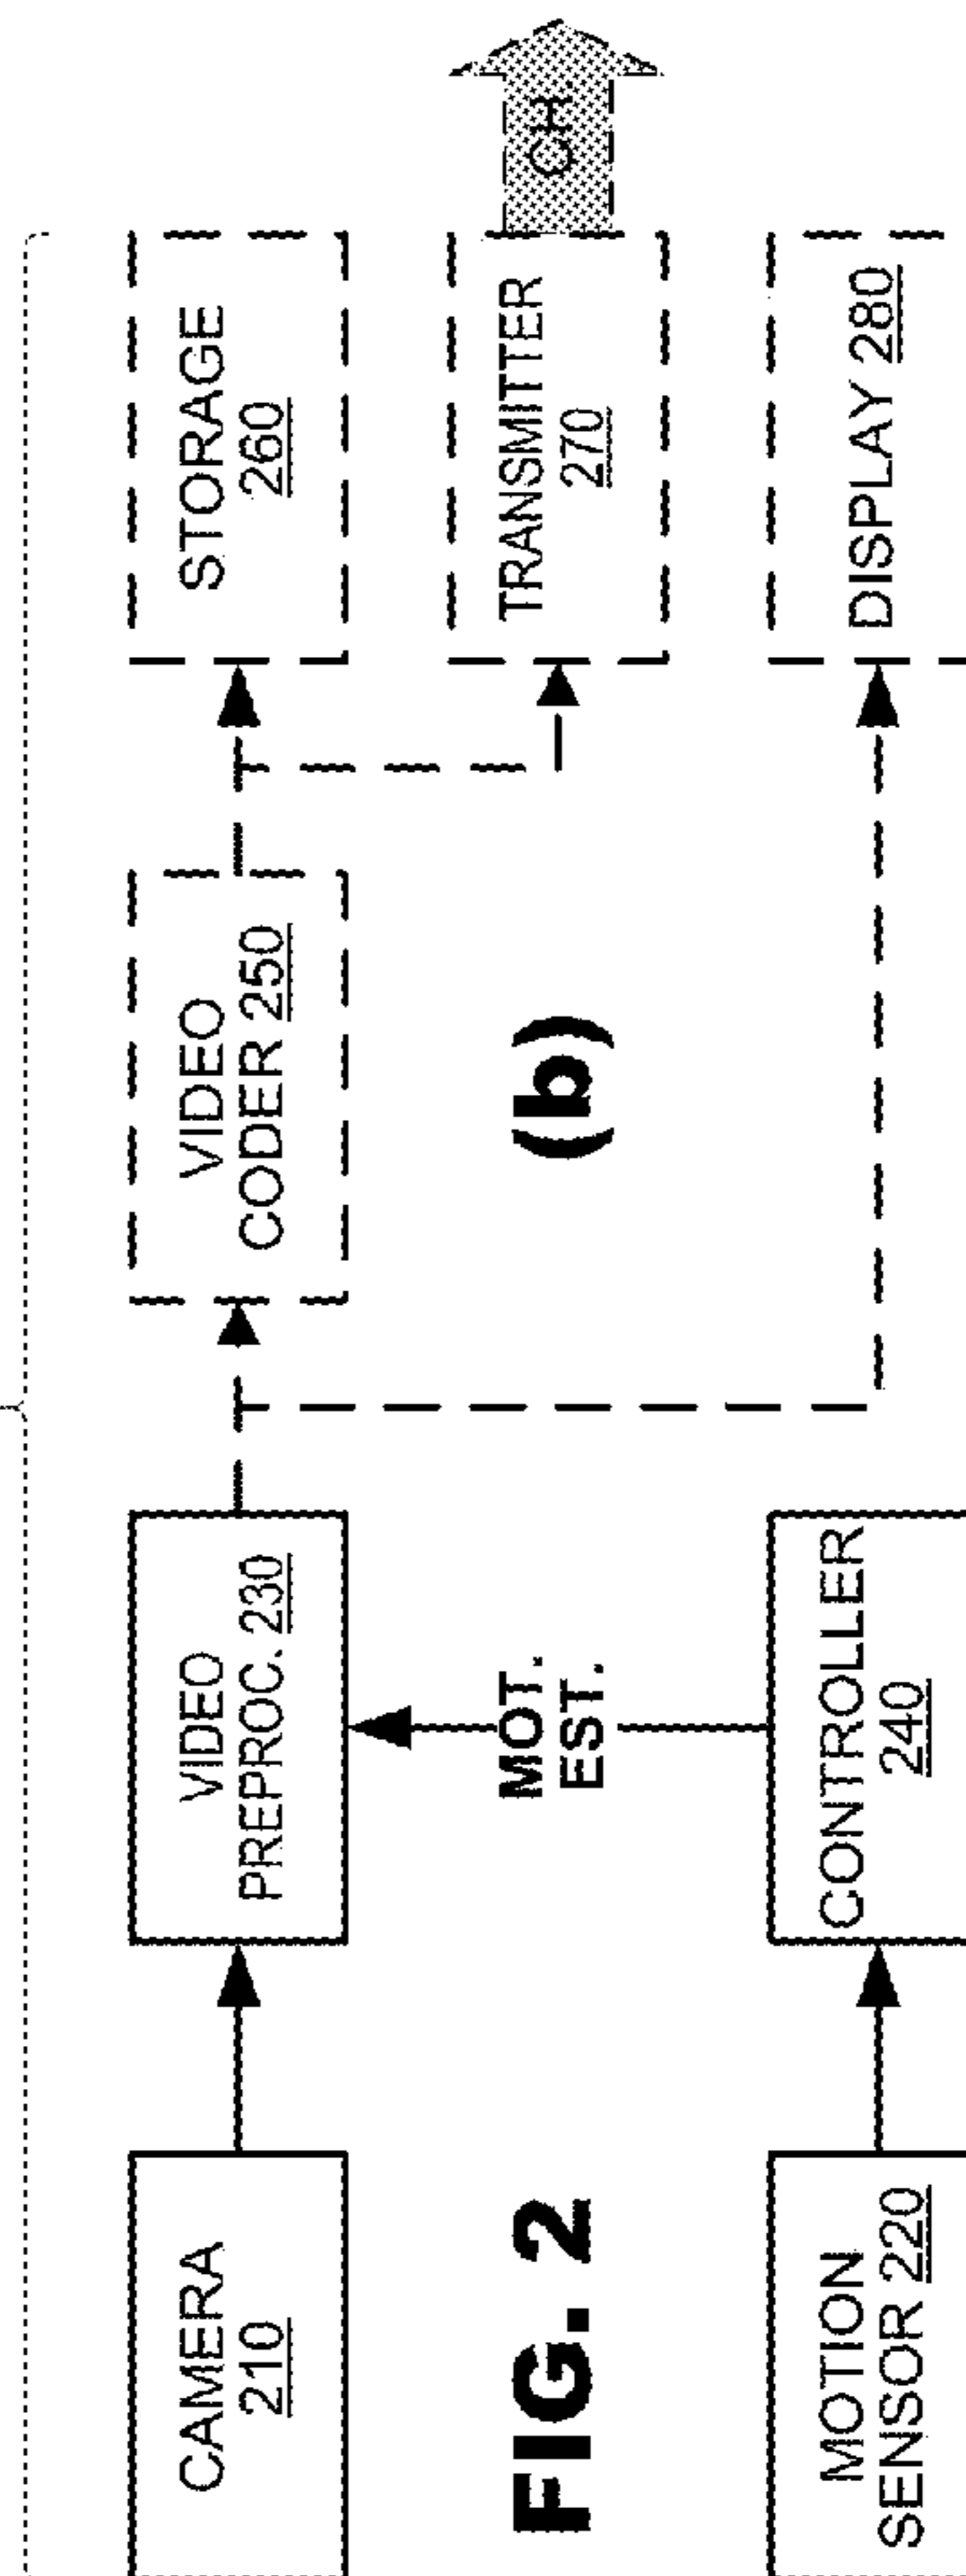 CAMERA
210
VIDEO
PREPROC. 230
VIDEO
CODER 250
STORAGE
260
MOT.
EST.
TRANSMITTER
270
CH
MOTION
SENSOR 220
CONTROLLER
240
DISPLAY 280
(b)
FIG. 2